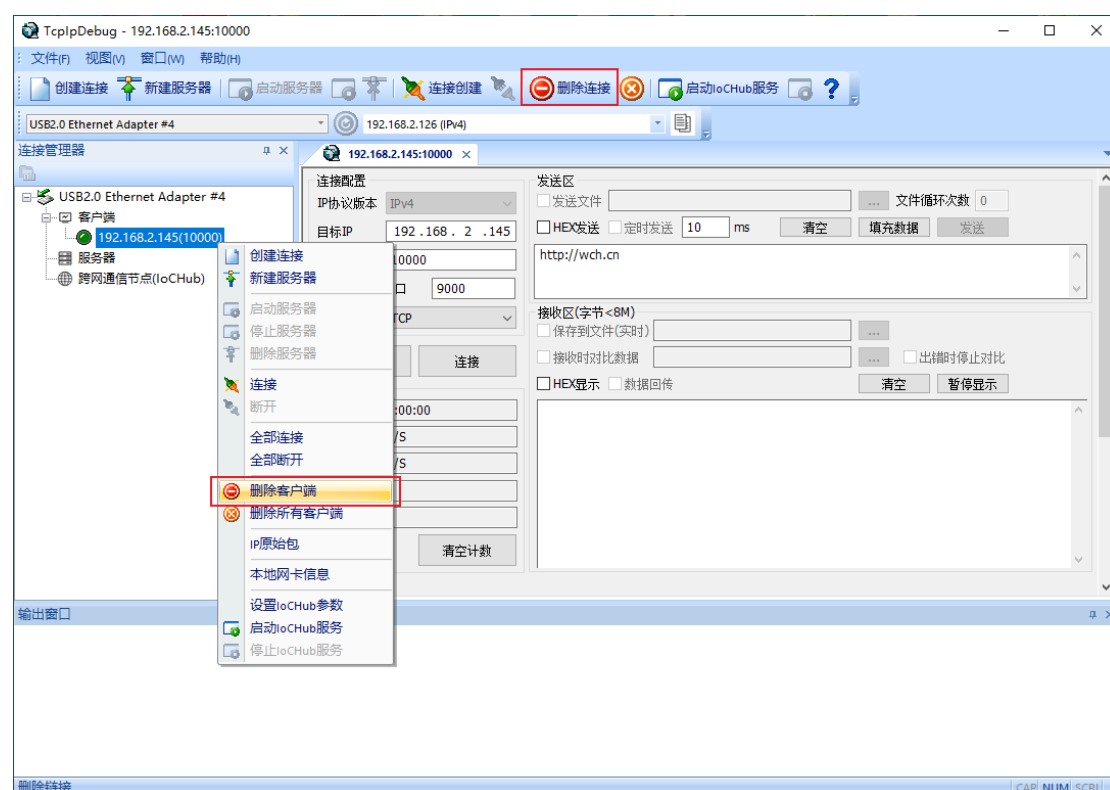 TcpIpDebug - 192.168.2.145:10000
文件(F) 视图(V) 窗口(W) 帮助(H)
创建连接 新建服务器 启动服务器 连接创建 删除连接 启动IoCHub服务
USB2.0 Ethernet Adapter #4 192.168.2.126 (IPv4)
连接管理器
192.168.2.145:10000
USB2.0 Ethernet Adapter #4
客户端
192.168.2.145(10000)
服务器
跨网通信节点(IoCHub)
创建连接
新建服务器
启动服务器
停止服务器
删除服务器
连接
断开
全部连接
全部断开
删除客户端
删除所有客户端
IP原始包
本地网卡信息
设置IoCHub参数
启动IoCHub服务
停止IoCHub服务
连接配置
IP协议版本 IPv4
目标IP 192 .168 . 2 .145
10000
口 9000
TCP
连接
:00:00
/S
/S
清空计数
发送区
发送文件 ... 文件循环次数 0
HEX发送 定时发送 10 ms 清空 填充数据 发送
http://wch.cn
接收区(字节<8M)
保存到文件(实时) ...
接收时对比数据 ... 出错时停止对比
HEX显示 数据回传 清空 暂停显示
输出窗口
删除链接
CAP NUM SCRL